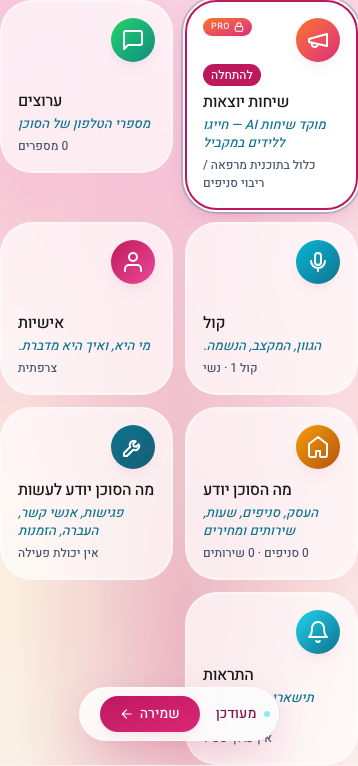 PRO
להתחלה
שיחות יוצאות
מוקד שיחות AI — חייגו
ללידים במקביל
כלול בתוכנית מרפאה /
ריבוי סניפים
ערוצים
מספרי הטלפון של הסוכן
0 מספרים
קול
הגוון, המקצב, הנשמה.
קול 1 · נשי
אישיות
מי היא, ואיך היא מדברת.
צרפתית
מה הסוכן יודע
העסק, סניפים, שעות,
שירותים ומחירים
0 סניפים · 0 שירותים
מה הסוכן יודע לעשות
פגישות, אנשי קשר,
העברה, הזמנות
אין יכולת פעילה
התראות
מעודכן
שמירה ←